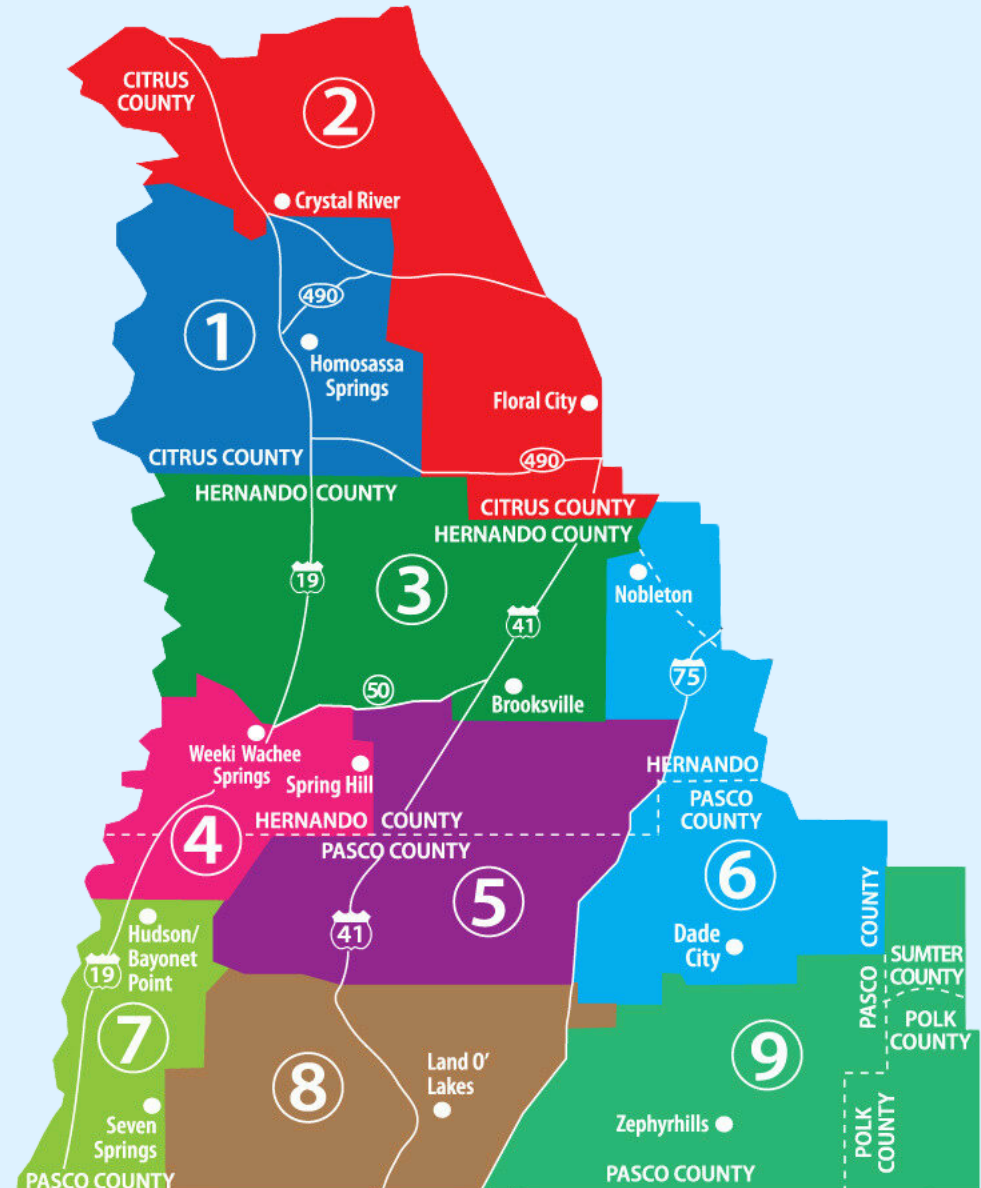 CITRUS
COUNTY
2
Crystal River
490
1
Homosassa
Springs
Floral City
CITRUS COUNTY
490
HERNANDO COUNTY
CITRUS COUNTY
HERNANDO COUNTY
19
3
Nobleton
41
75
50
Brooksville
Weeki Wachee
Springs
Spring Hill
HERNANDO
PASCO
COUNTY
HERNANDO COUNTY
4
PASCO COUNTY
5
6
Hudson/
Bayonet
Point
41
Dade
City
PASCO COUNTY
SUMTER
COUNTY
19
7
POLK
COUNTY
8
Land O'
Lakes
9
Seven
Springs
Zephyrhills
POLK
COUNTY
PASCO COUNTY
PASCO COUNTY